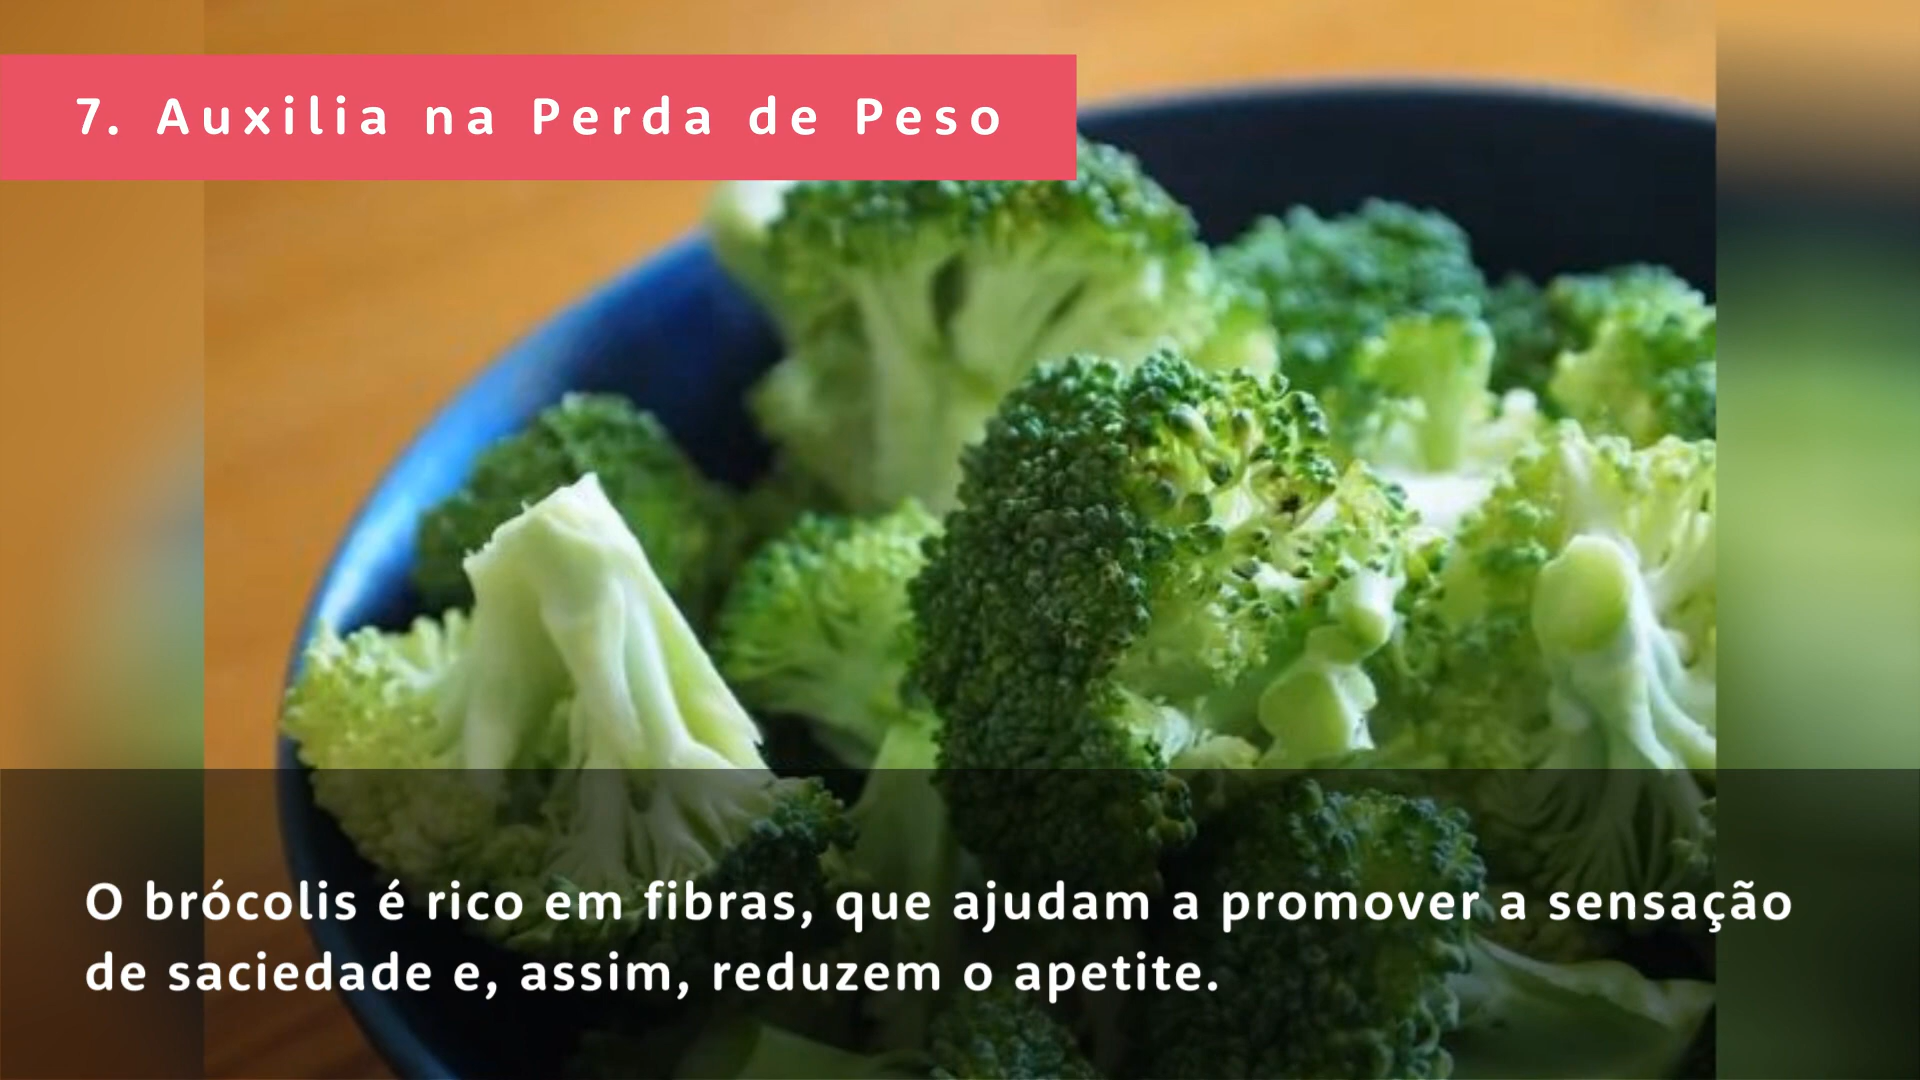 7. Auxilia na Perda de Peso
O brócolis é rico em fibras, que ajudam a promover a sensação
de saciedade e, assim, reduzem o apetite.